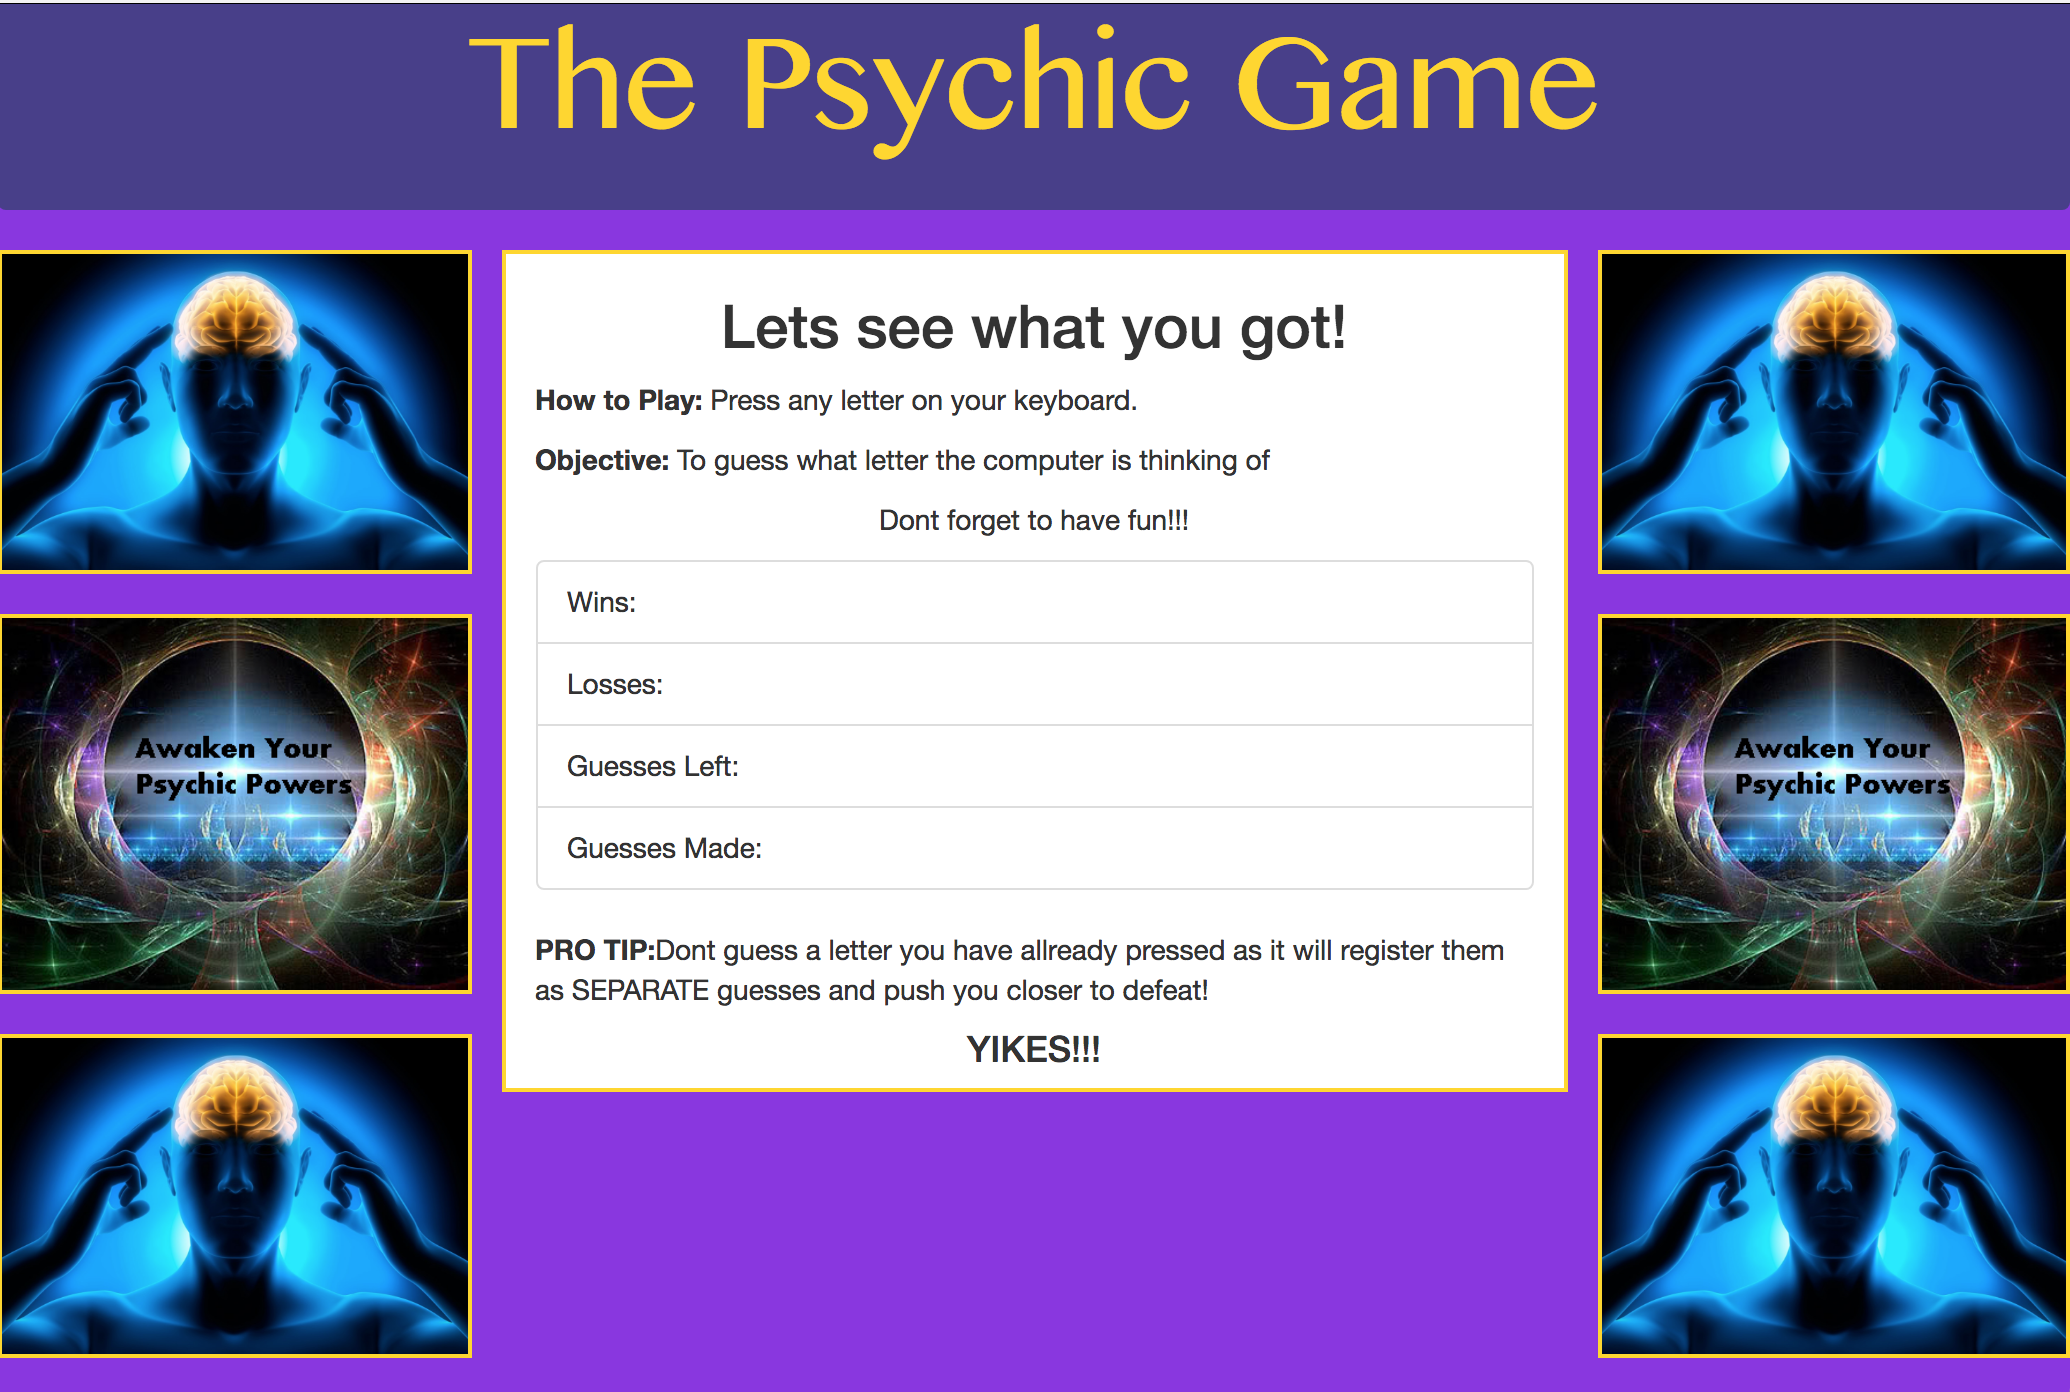 The Psychic Game
Lets see what you got!
How to Play: Press any letter on your keyboard.
Objective: To guess what letter the computer is thinking of
Dont forget to have fun!!!
Wins:
Losses:
Guesses Left:
Guesses Made:
PRO TIP:Dont guess a letter you have allready pressed as it will register them
as SEPARATE guesses and push you closer to defeat!
YIKES!!!
Awaken Your
Psychic Powers
Awaken Your
Psychic Powers